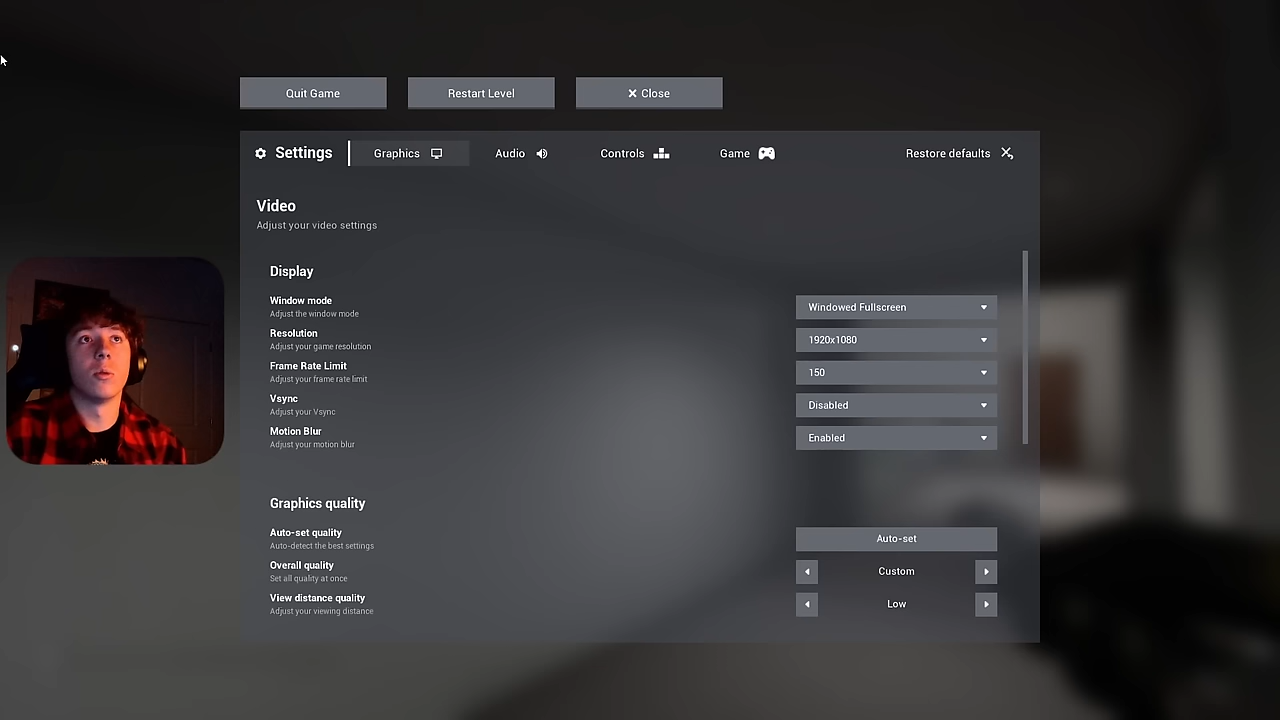 Quit Game
Restart Level
Close
Settings
Graphics
Audio
Controls
Game
Restore defaults
Video
Adjust your video settings
Display
Window mode
Adjust the window mode
Windowed Fullscreen
Resolution
Adjust your game resolution
1920x1080
Frame Rate Limit
Adjust your frame rate limit
150
Vsync
Adjust your Vsync
Disabled
Motion Blur
Adjust your motion blur
Enabled
Graphics quality
Auto-set quality
Auto-detect the best settings
Auto-set
Overall quality
Set all quality at once
Custom
View distance quality
Adjust your viewing distance
Low